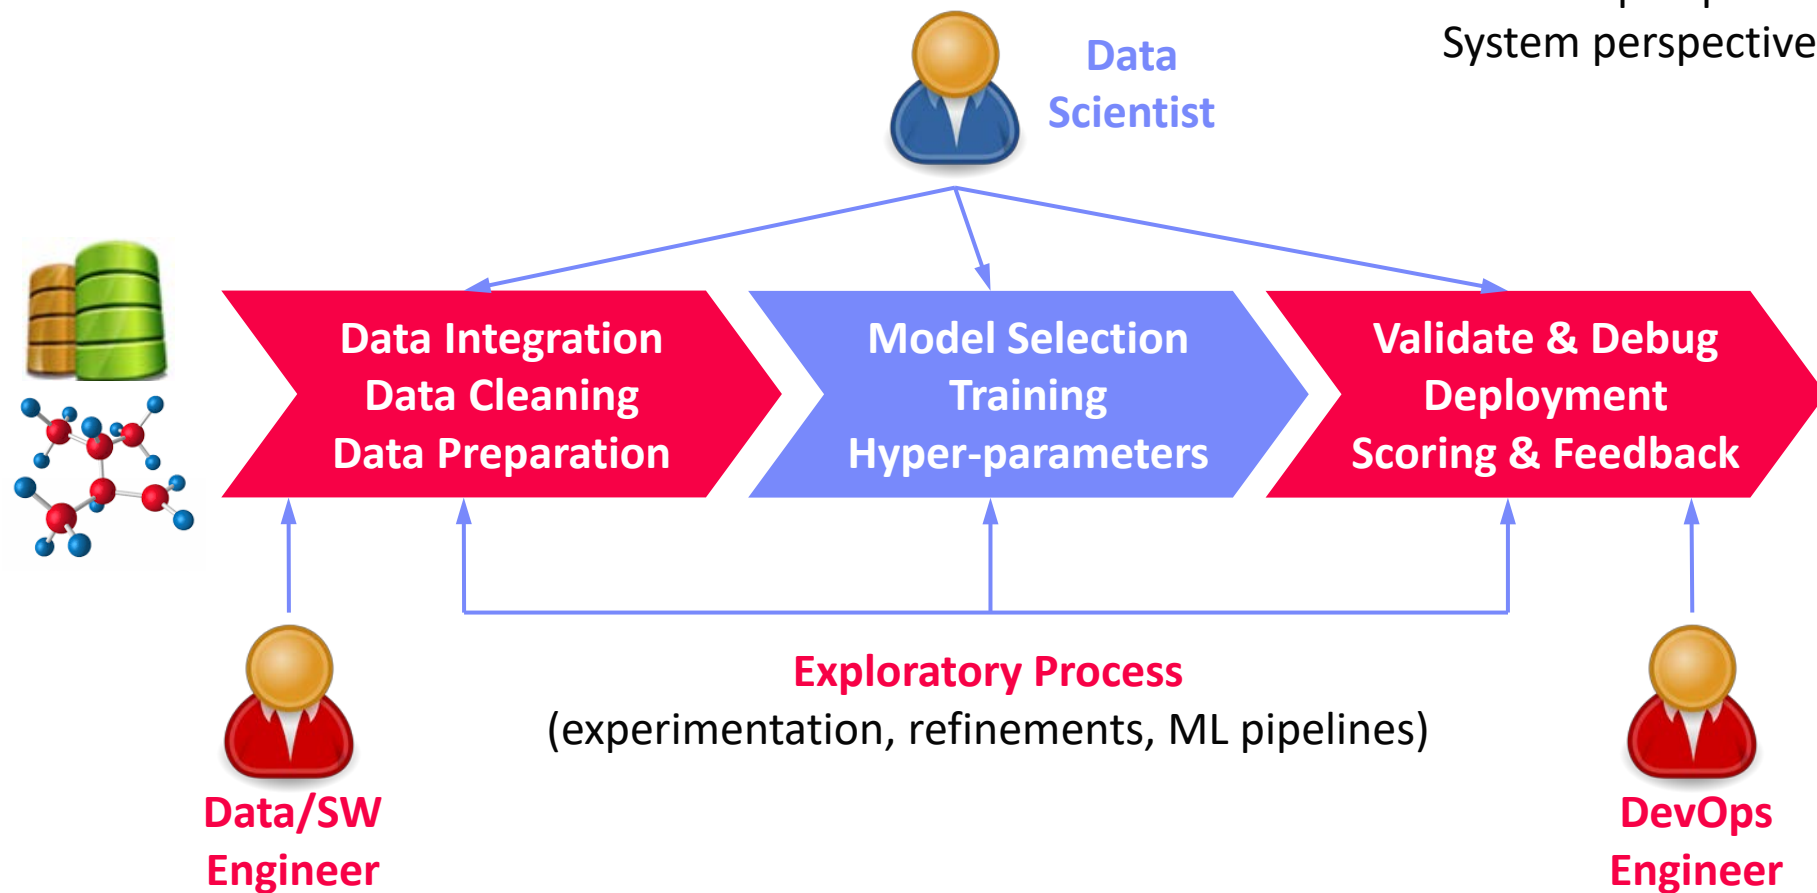 System perspective
Data
Scientist
Data Integration
Data Cleaning
Data Preparation
Model Selection
Training
Hyper-parameters
Validate & Debug
Deployment
Scoring & Feedback
Exploratory Process
(experimentation, refinements, ML pipelines)
Data/SW
Engineer
DevOps
Engineer